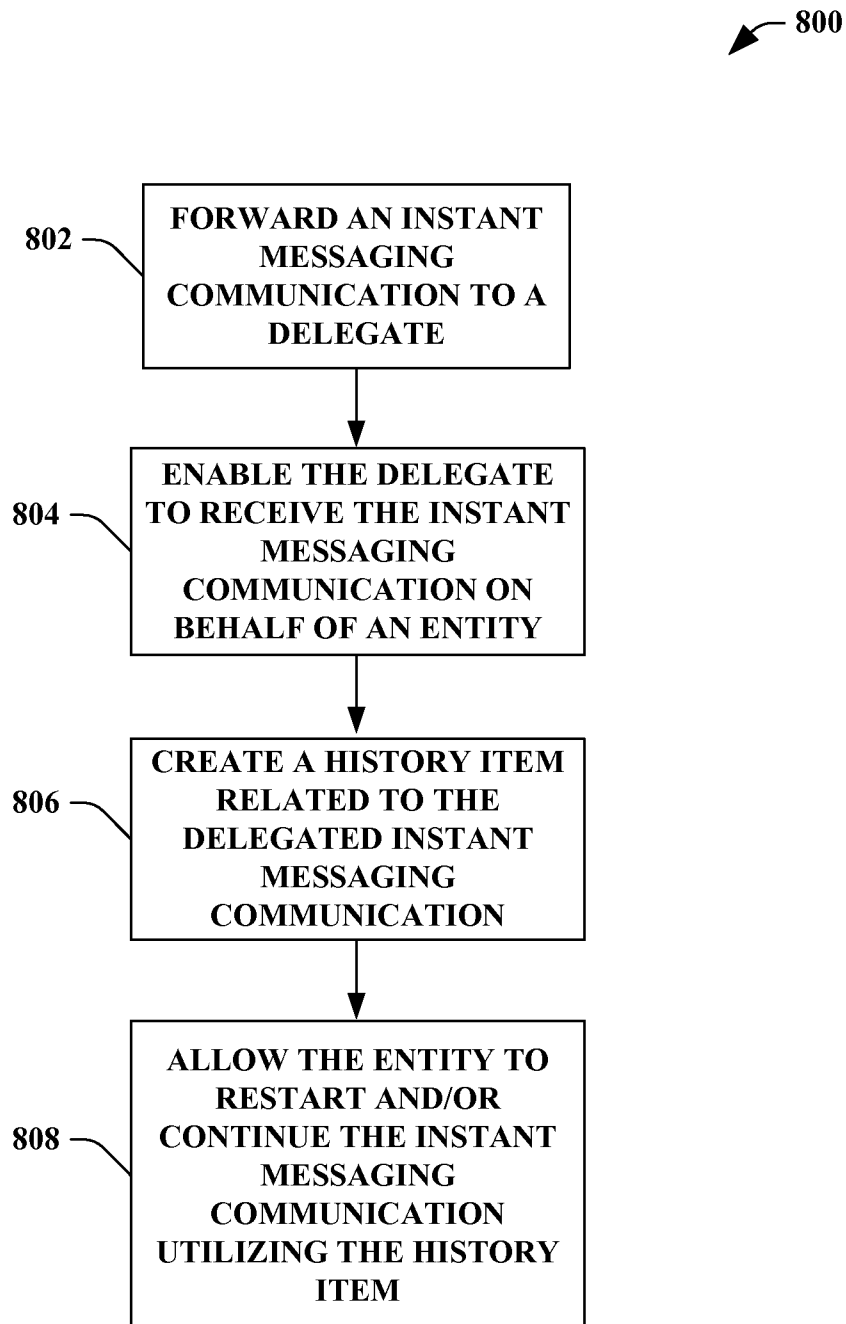 800
802
FORWARD AN INSTANT
MESSAGING
COMMUNICATION TO A
DELEGATE
804
ENABLE THE DELEGATE
TO RECEIVE THE INSTANT
MESSAGING
COMMUNICATION ON
BEHALF OF AN ENTITY
806
CREATE A HISTORY ITEM
RELATED TO THE
DELEGATED INSTANT
MESSAGING
COMMUNICATION
808
ALLOW THE ENTITY TO
RESTART AND/OR
CONTINUE THE INSTANT
MESSAGING
COMMUNICATION
UTILIZING THE HISTORY
ITEM